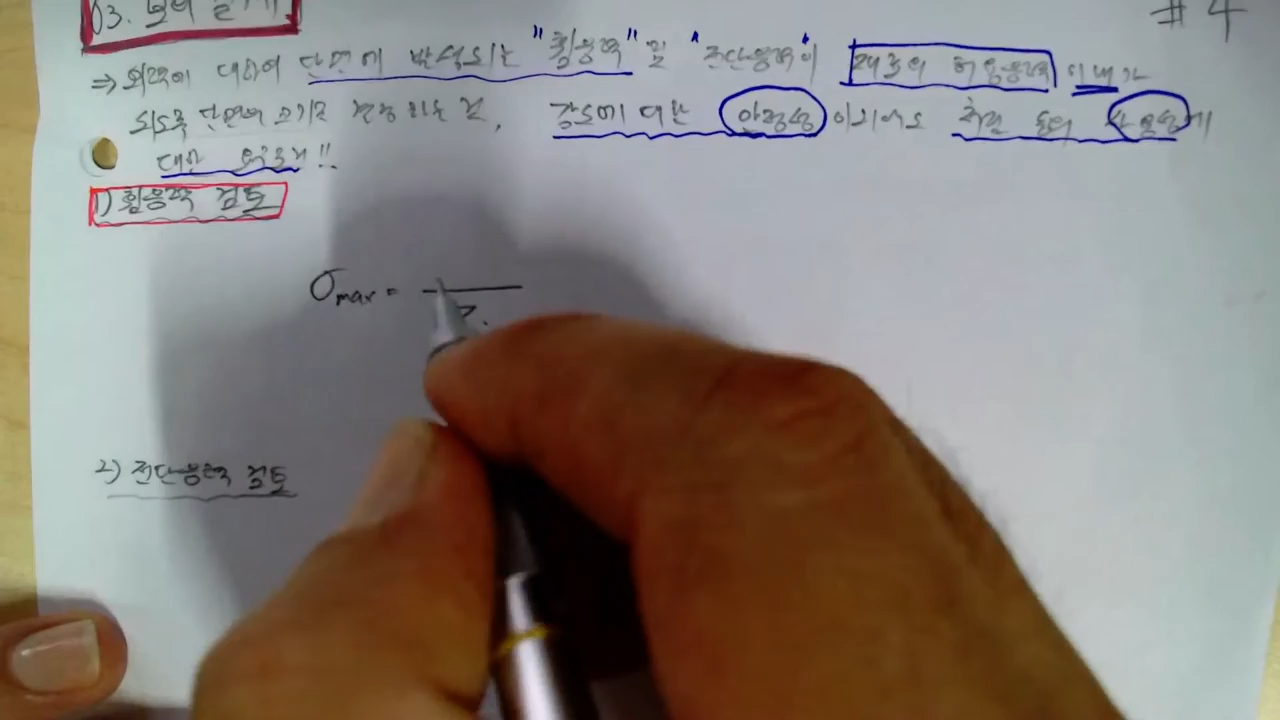 03. 보의 설계
#4
⇒ 외력에 대하여 단면에 발생되는 "휨응력" 및 "전단응력"이 재료의 허용응력 이내가
되도록 단면의 크기를 결정하는 것, 강도에 대한 안정성이외에도 처짐 등의 사용성에
대한 검토!!
1) 휨응력 검토
σmax = ― Z.
2) 전단응력 검토